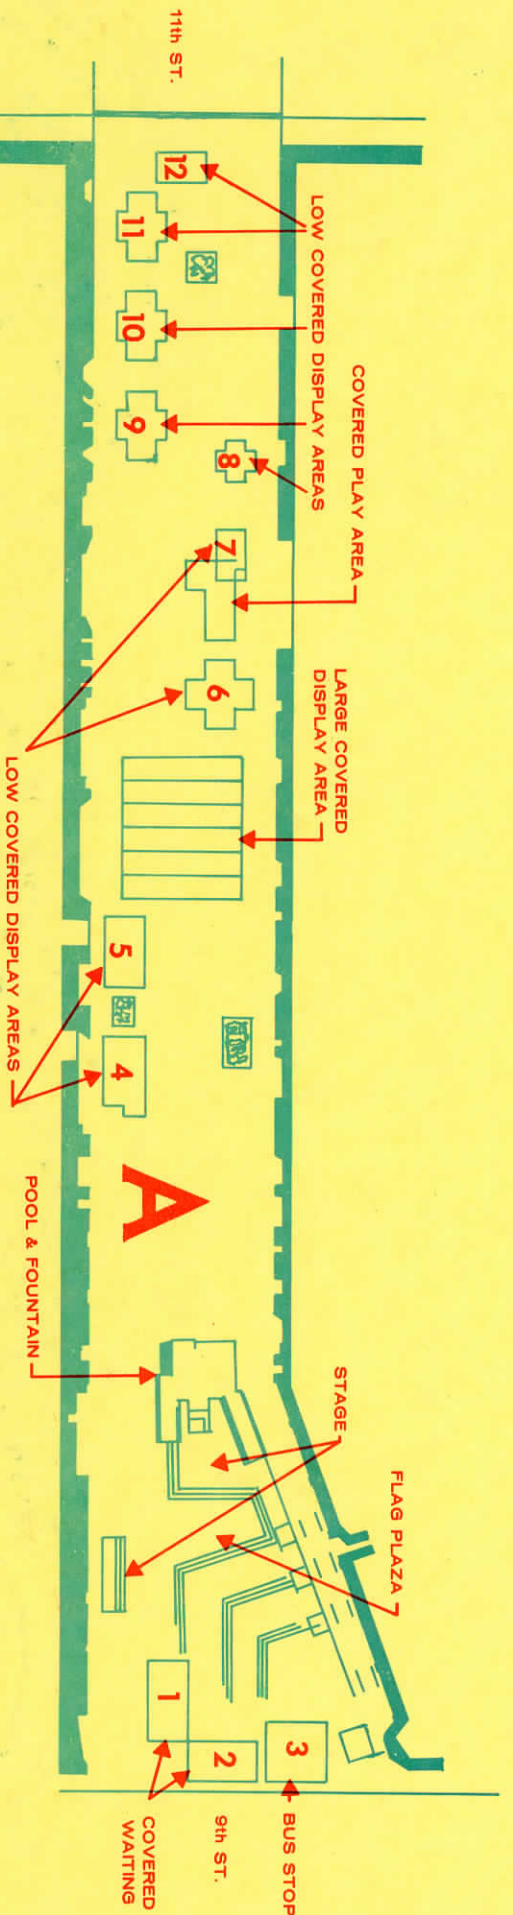 11th ST.
12
11
10
9
8
7
6
5
4
LOW COVERED DISPLAY AREAS
COVERED PLAY AREA
LARGE COVERED
DISPLAY AREA
LOW COVERED DISPLAY AREAS
A
POOL & FOUNTAIN
STAGE
FLAG PLAZA
1
2
3
COVERED
WAITING
9th ST.
BUS STOP